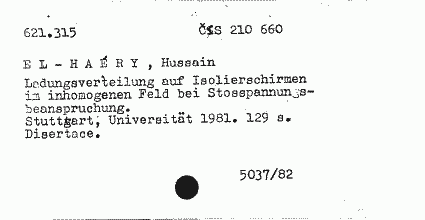 621.315 ČSS 210 660
EL-HAÉRY, Hussain
Ladungsverteilung auf Isolierschirmen
im inhomogenen Feld bei Stosspannungs-
beanspruchung.
Stuttgart, Universität 1981. 129 s.
Disertace.
5037/82